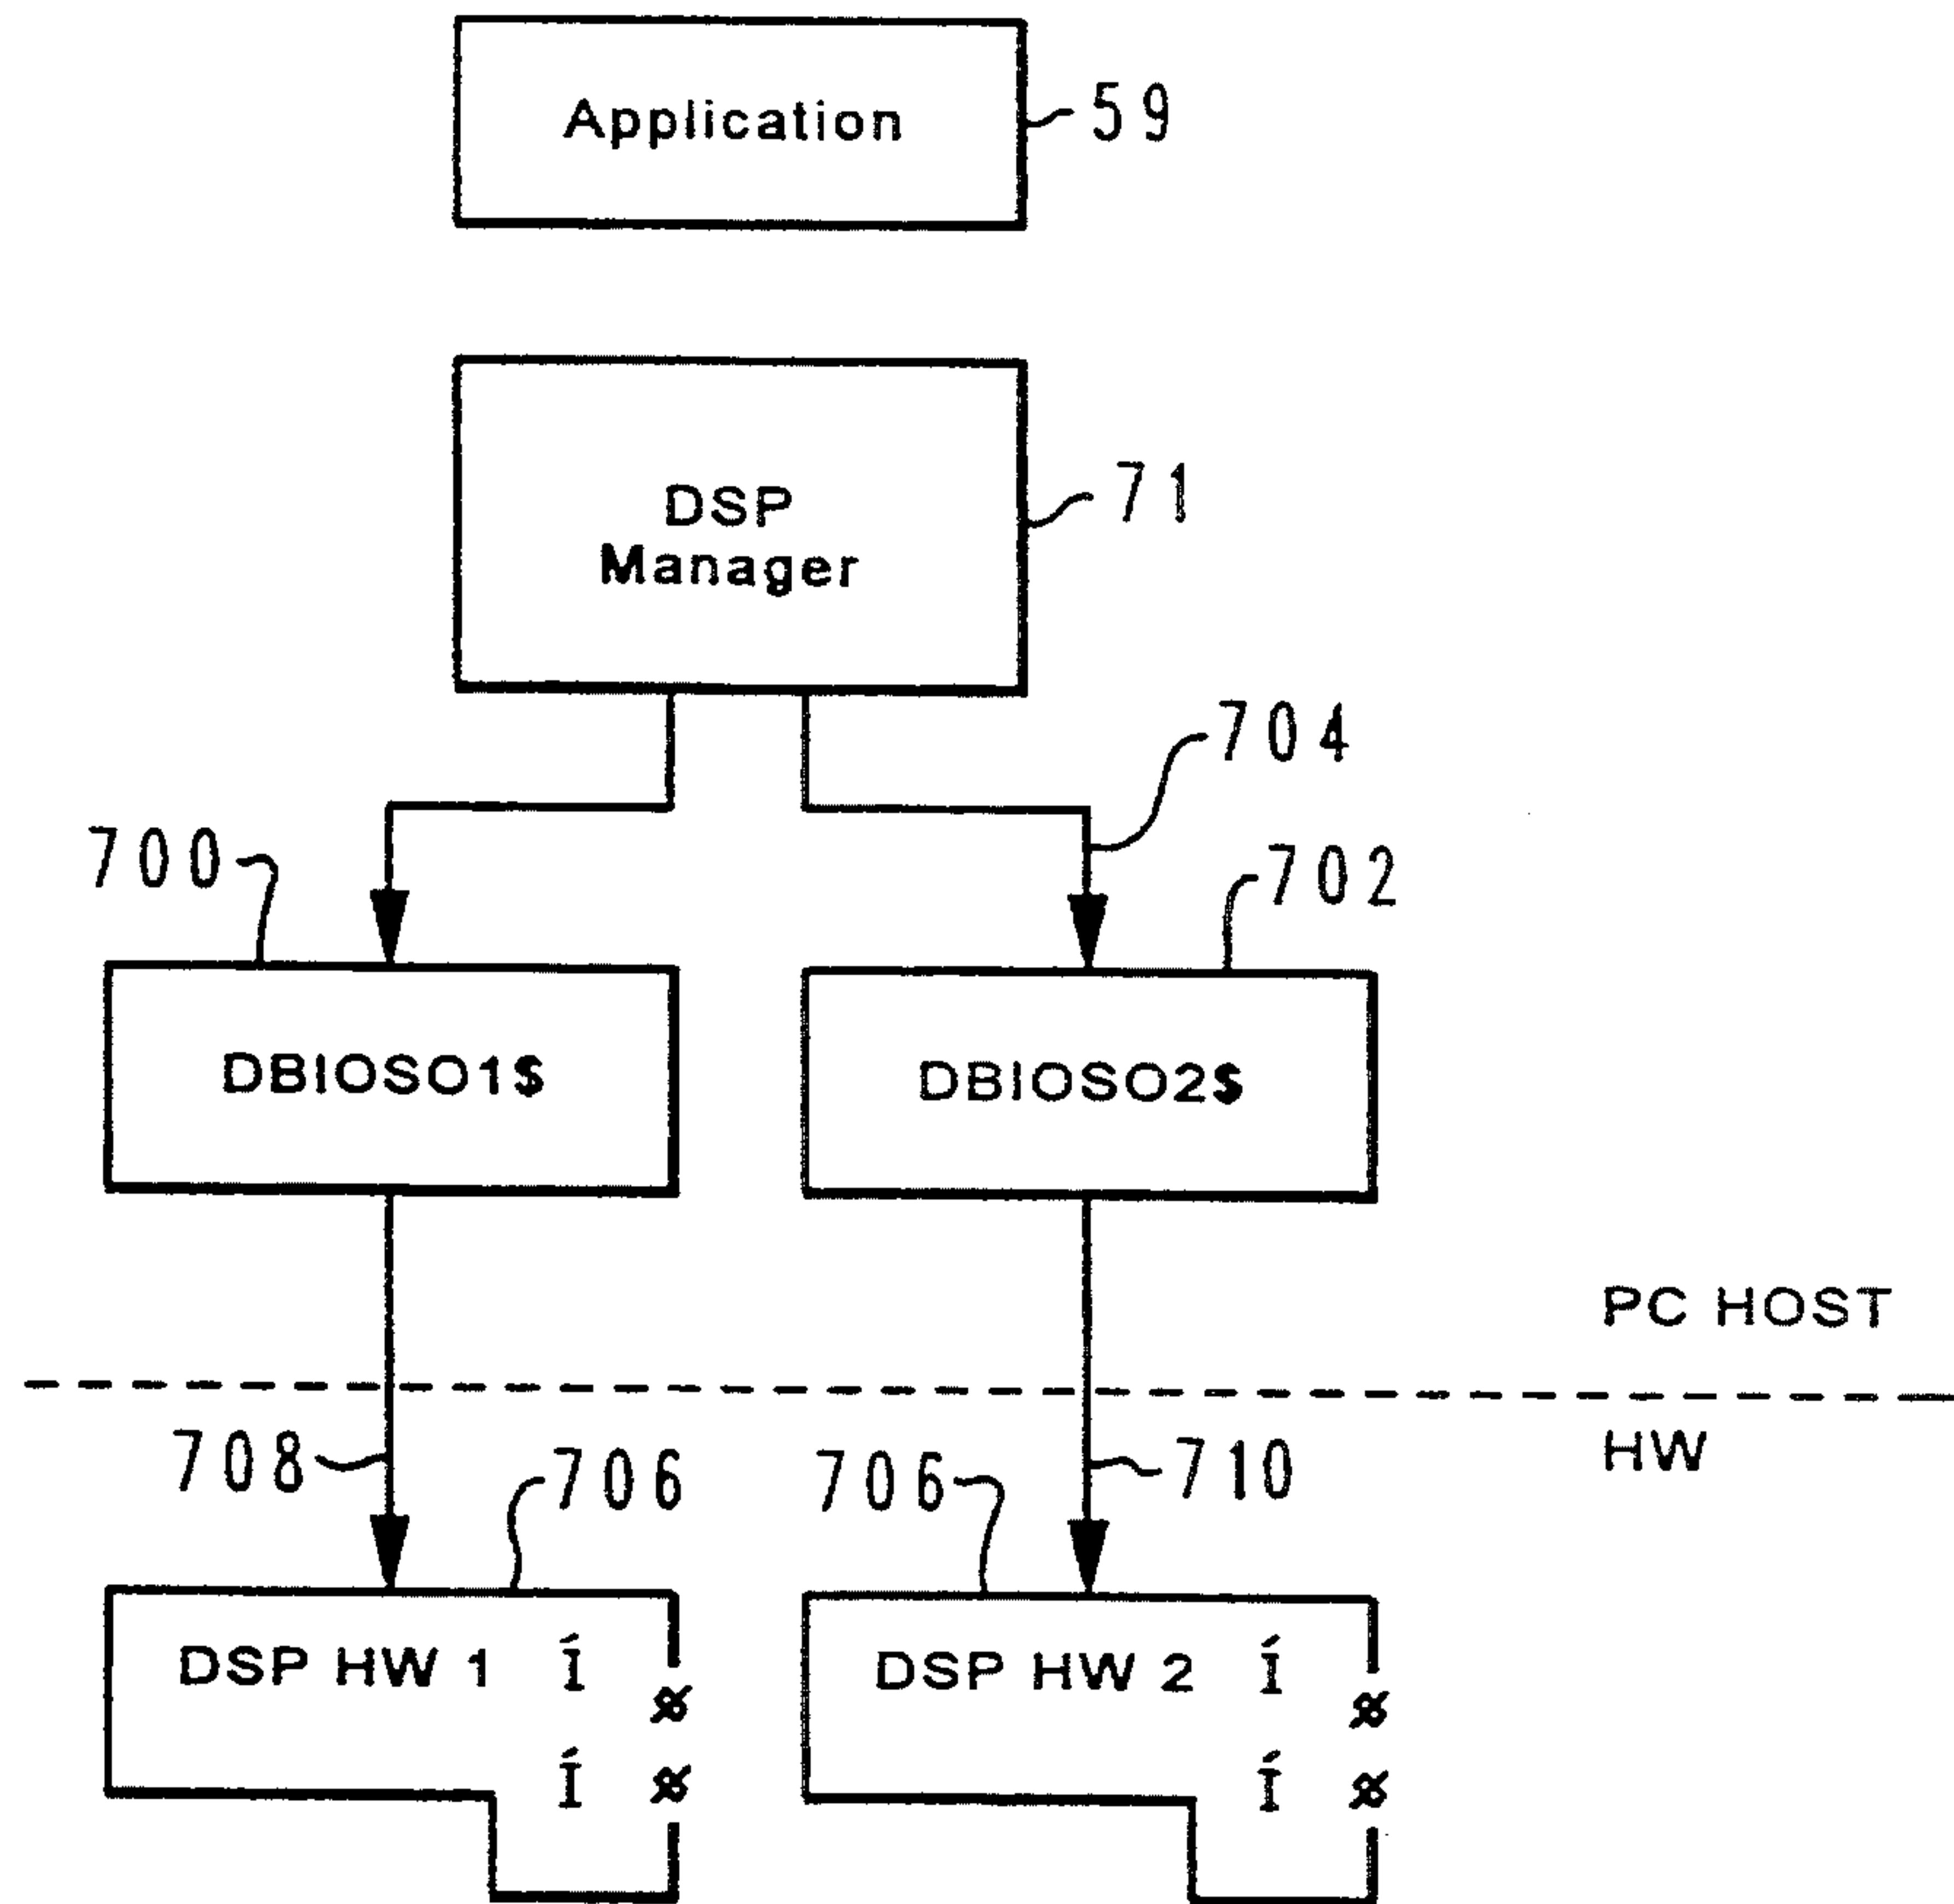 Application
59
DSP
Manager
71
704
700
702
DBIOSO1$
DBIOSO2$
PC HOST
HW
708
706
706
710
DSP HW 1 Í
DSP HW 2 Í
Í
Í